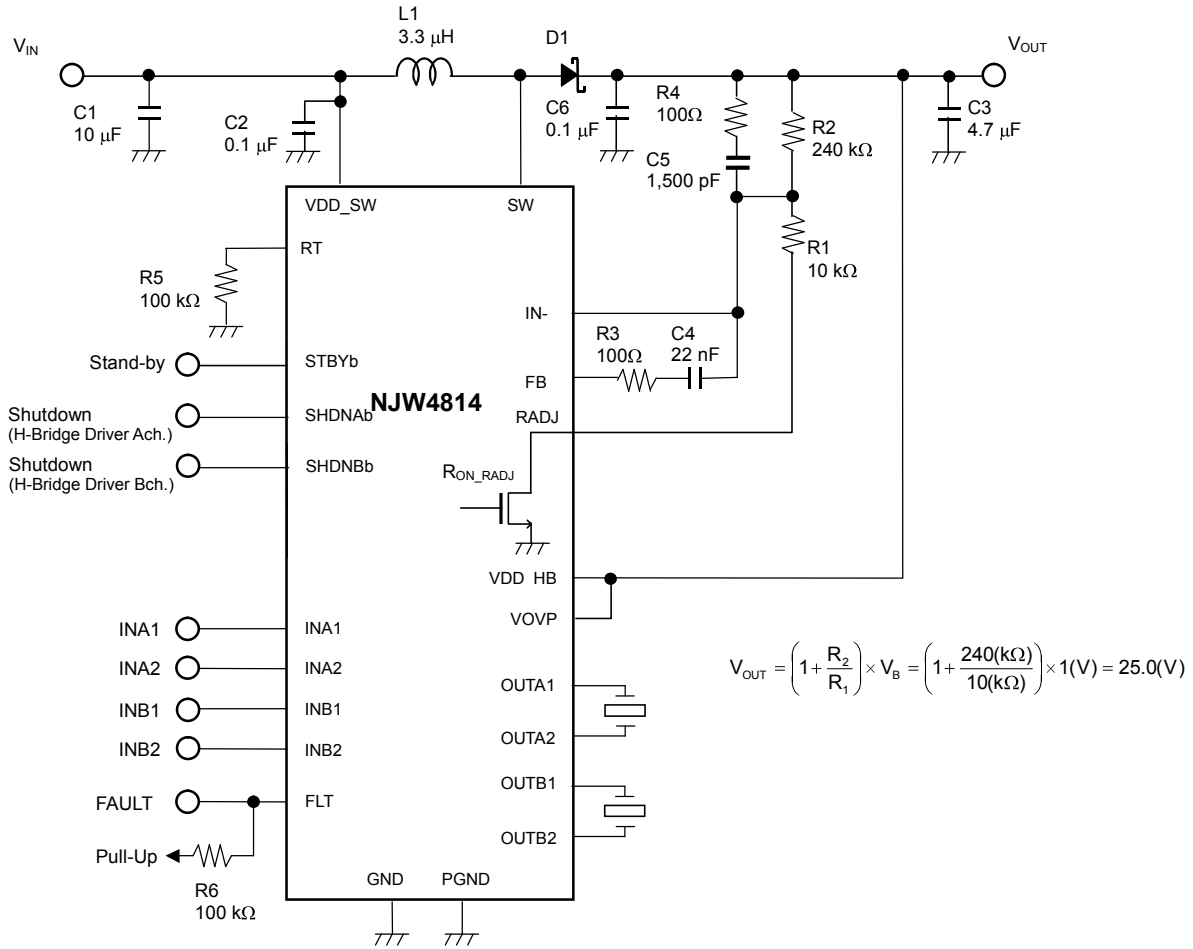 L1
3.3 μH
D1
VIN
VOUT
C1
10 μF
C2
0.1 μF
C6
0.1 μF
R4
100Ω
C5
1,500 pF
R2
240 kΩ
C3
4.7 μF
VDD_SW
SW
R1
10 kΩ
RT
R5
100 kΩ
IN-
R3
100Ω
C4
22 nF
Stand-by
STBYb
FB
NJW4814
RADJ
Shutdown
(H-Bridge Driver Ach.)
SHDNAb
Shutdown
(H-Bridge Driver Bch.)
SHDNBb
RON_RADJ
VDD HB
VOVP
INA1
INA1
INA2
INA2
INB1
INB1
INB2
INB2
FAULT
FLT
OUTA1
OUTA2
OUTB1
OUTB2
VOUT = (1 + R2/R1) × VB = (1 + 240(kΩ)/10(kΩ)) × 1(V) = 25.0(V)
Pull-Up
R6
100 kΩ
GND
PGND